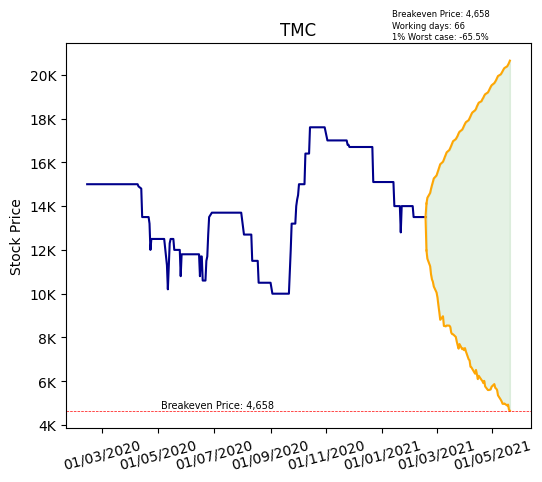 Breakeven Price: 4,658
Working days: 66
1% Worst case: -65.5%
TMC
Stock Price
20K
18K
16K
14K
12K
10K
8K
6K
4K
Breakeven Price: 4,658
01/03/2020
01/05/2020
01/07/2020
01/09/2020
01/11/2020
01/01/2021
01/03/2021
01/05/2021